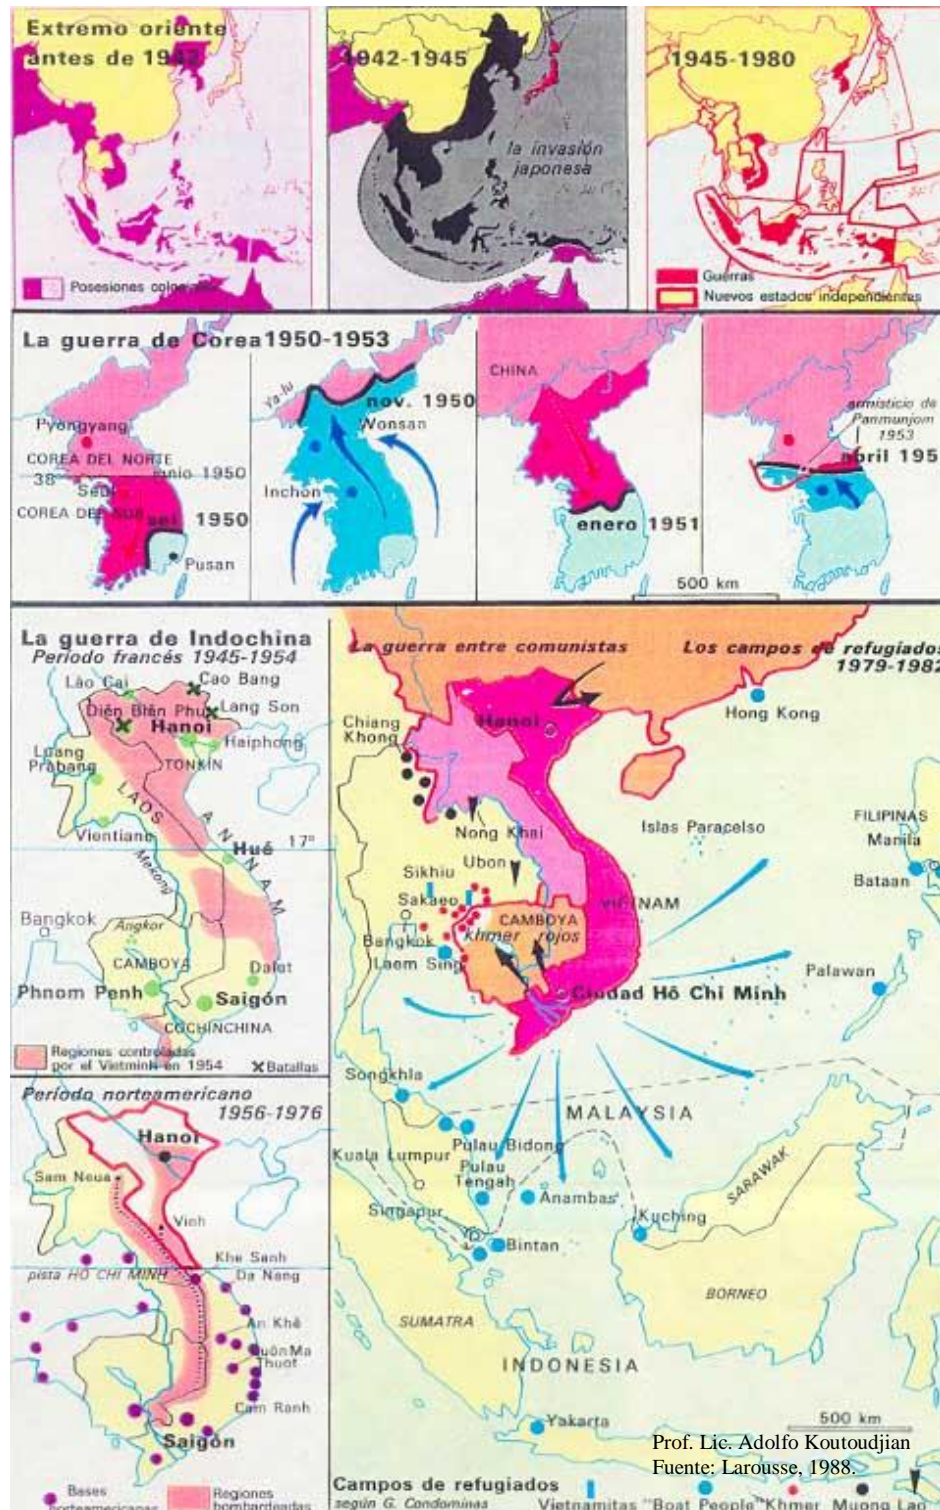 Extremo oriente
antes de 1942
1942-1945
la invasión
japonesa
1945-1980
Posesiones
Guerras
Nuevos estados independientes
La guerra de Corea 1950-1953
Pyongyang
COREA DEL NORTE
38
junio 1950
Seúl
COREA DEL SUR
set. 1950
Pusan
Ya-lu
nov. 1950
Wonsan
Inchon
CHINA
enero 1951
armisticio de
Panmunjom
1953
abril 195
500 km
La guerra de Indochina
Período francés 1945-1954
Lào Cai
Cao Bang
Diên Biên Phu
Lang Son
Hanoi
Haiphong
Luang
Prabang
TONKÍN
LAOS
ANNAM
Vientiane
17°
Hué
Mekong
Bangkok
Angkor
CAMBOYA
Dalat
Phnom Penh
Saigón
COCHINCHINA
Regiones controladas
por el Vietminh en 1954
Batallas
Período norteamericano
1956-1976
Hanoi
Sam Neua
Vinh
Khe Sanh
pista HO CHI MINH
Da Nang
An Khê
Buôn Ma
Thuot
Cam Ranh
Saigón
Bases
norteamericanas
Regiones
bombardeadas
La guerra entre comunistas
Los campos de refugiados
1979-1982
Hanoi
Hong Kong
Chiang
Khong
Nong Khai
Islas Paracelso
FILIPINAS
Manila
Ubon
Bataan
Sikhiu
Sakaeo
CAMBOYA
VIETNAM
Khmer rojos
Bangkok
Laem Sing
Palawan
Ciudad Hô Chi Minh
Songkhla
MALAYSIA
Pulau Bidong
Kuala Lumpur
Pulau
Tengah
SARAWAK
Anambas
Singapur
Kuching
Bintan
BORNEO
SUMATRA
INDONESIA
Yakarta
500 km
Prof. Lic. Adolfo Koutoudjian
Fuente: Larousse, 1988.
Campos de refugiados
según G. Condominas
Vietnamitas "Boat People" Khmer Muong Lao